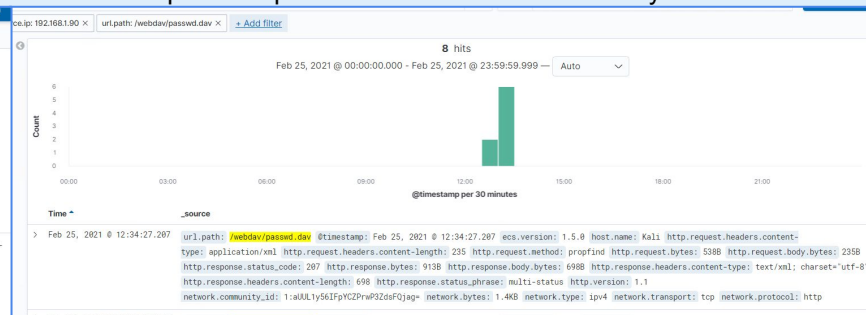 ce.ip: 192.168.1.90 × url.path: /webdav/passwd.dav × + Add filter
8 hits
Feb 25, 2021 @ 00:00:00.000 - Feb 25, 2021 @ 23:59:59.999 — Auto
Count
6
5
4
3
2
1
0
00:00 03:00 06:00 09:00 12:00 15:00 18:00 21:00
@timestamp per 30 minutes
Time _source
> Feb 25, 2021 @ 12:34:27.207 url.path: /webdav/passwd.dav @timestamp: Feb 25, 2021 @ 12:34:27.207 ecs.version: 1.5.0 host.name: Kali http.request.headers.content-
type: application/xml http.request.headers.content-length: 235 http.request.method: propfind http.request.bytes: 538B http.request.body.bytes: 235B
http.response.status_code: 207 http.response.bytes: 913B http.response.body.bytes: 698B http.response.headers.content-type: text/xml; charset="utf-8"
http.response.headers.content-length: 698 http.response.status_phrase: multi-status http.version: 1.1
network.community_id: 1:aUUL1y56IFpYCZPrwP3ZdsFQjag= network.bytes: 1.4KB network.type: ipv4 network.transport: tcp network.protocol: http